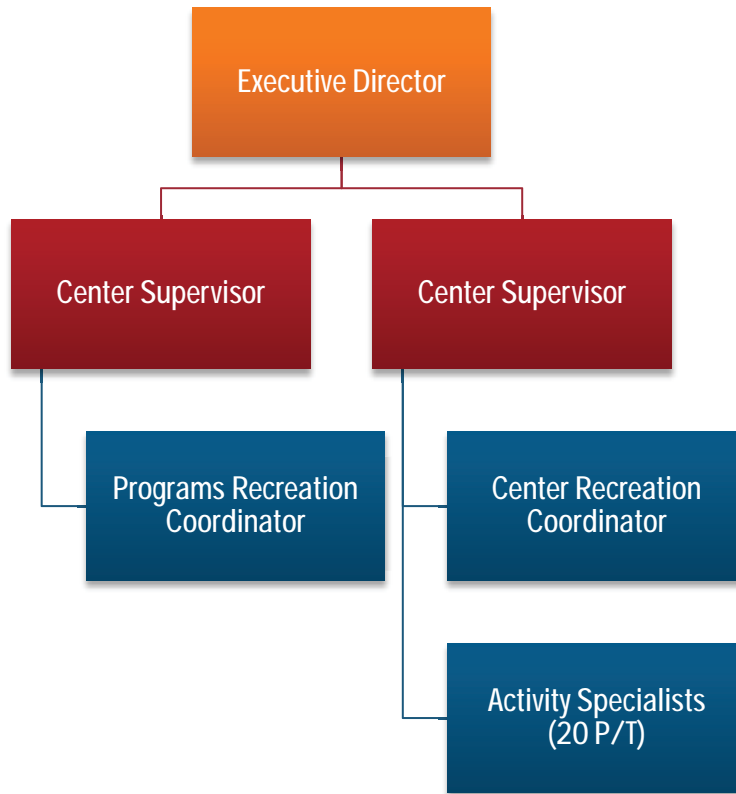 Executive Director
Center Supervisor
Center Supervisor
Programs Recreation
Coordinator
Center Recreation
Coordinator
Activity Specialists
(20 P/T)